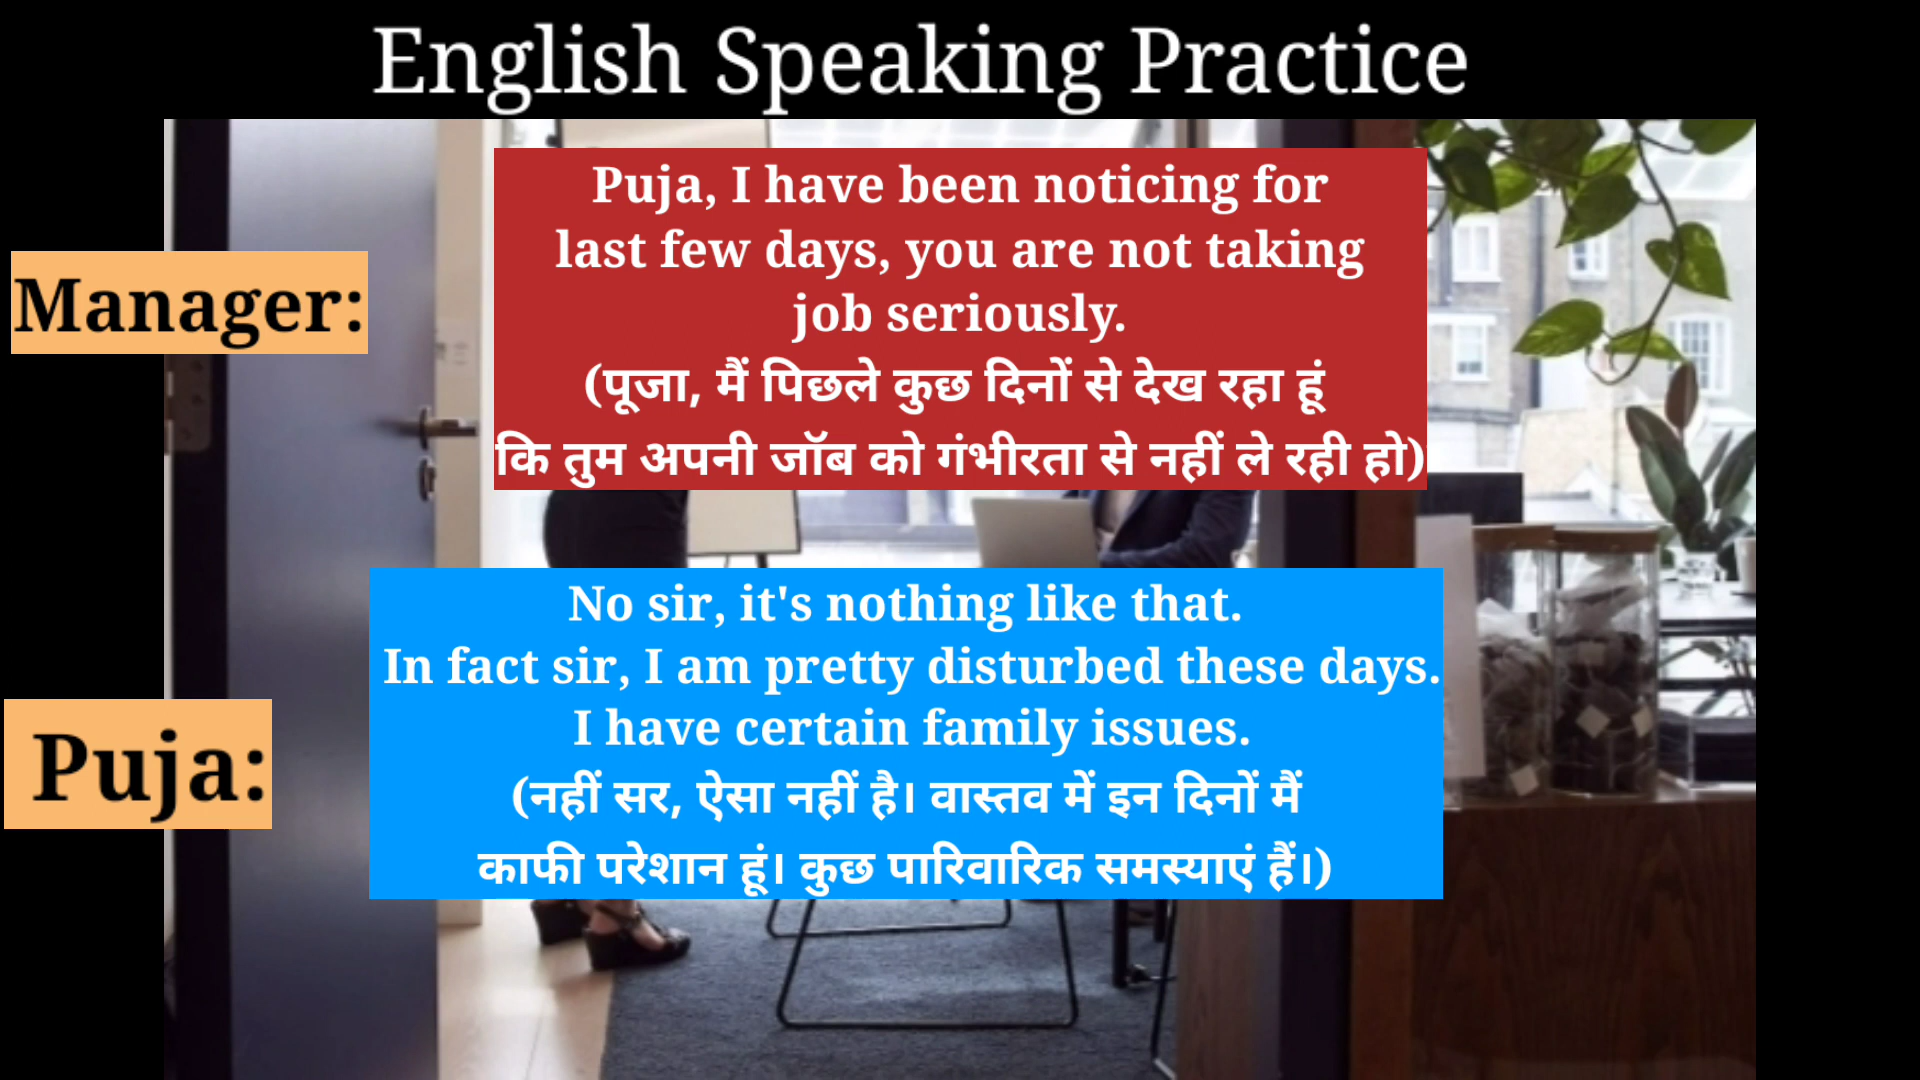 English Speaking Practice
Manager:
Puja, I have been noticing for
last few days, you are not taking
job seriously.
(पूजा, मैं पिछले कुछ दिनों से देख रहा हूं
कि तुम अपनी जॉब को गंभीरता से नहीं ले रही हो)
Puja:
No sir, it's nothing like that.
In fact sir, I am pretty disturbed these days.
I have certain family issues.
(नहीं सर, ऐसा नहीं है। वास्तव में इन दिनों मैं
काफी परेशान हूं। कुछ पारिवारिक समस्याएं हैं।)